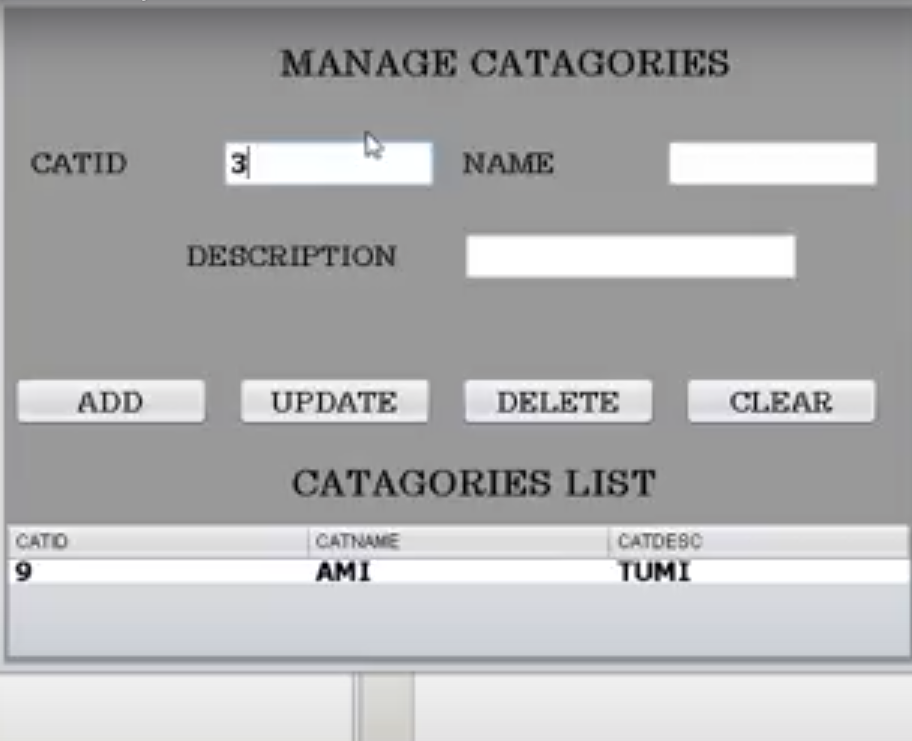 MANAGE CATAGORIES
CATID 3 NAME
DESCRIPTION
ADD UPDATE DELETE CLEAR
CATAGORIES LIST
CATID CATNAME CATDESC
9 AMI TUMI